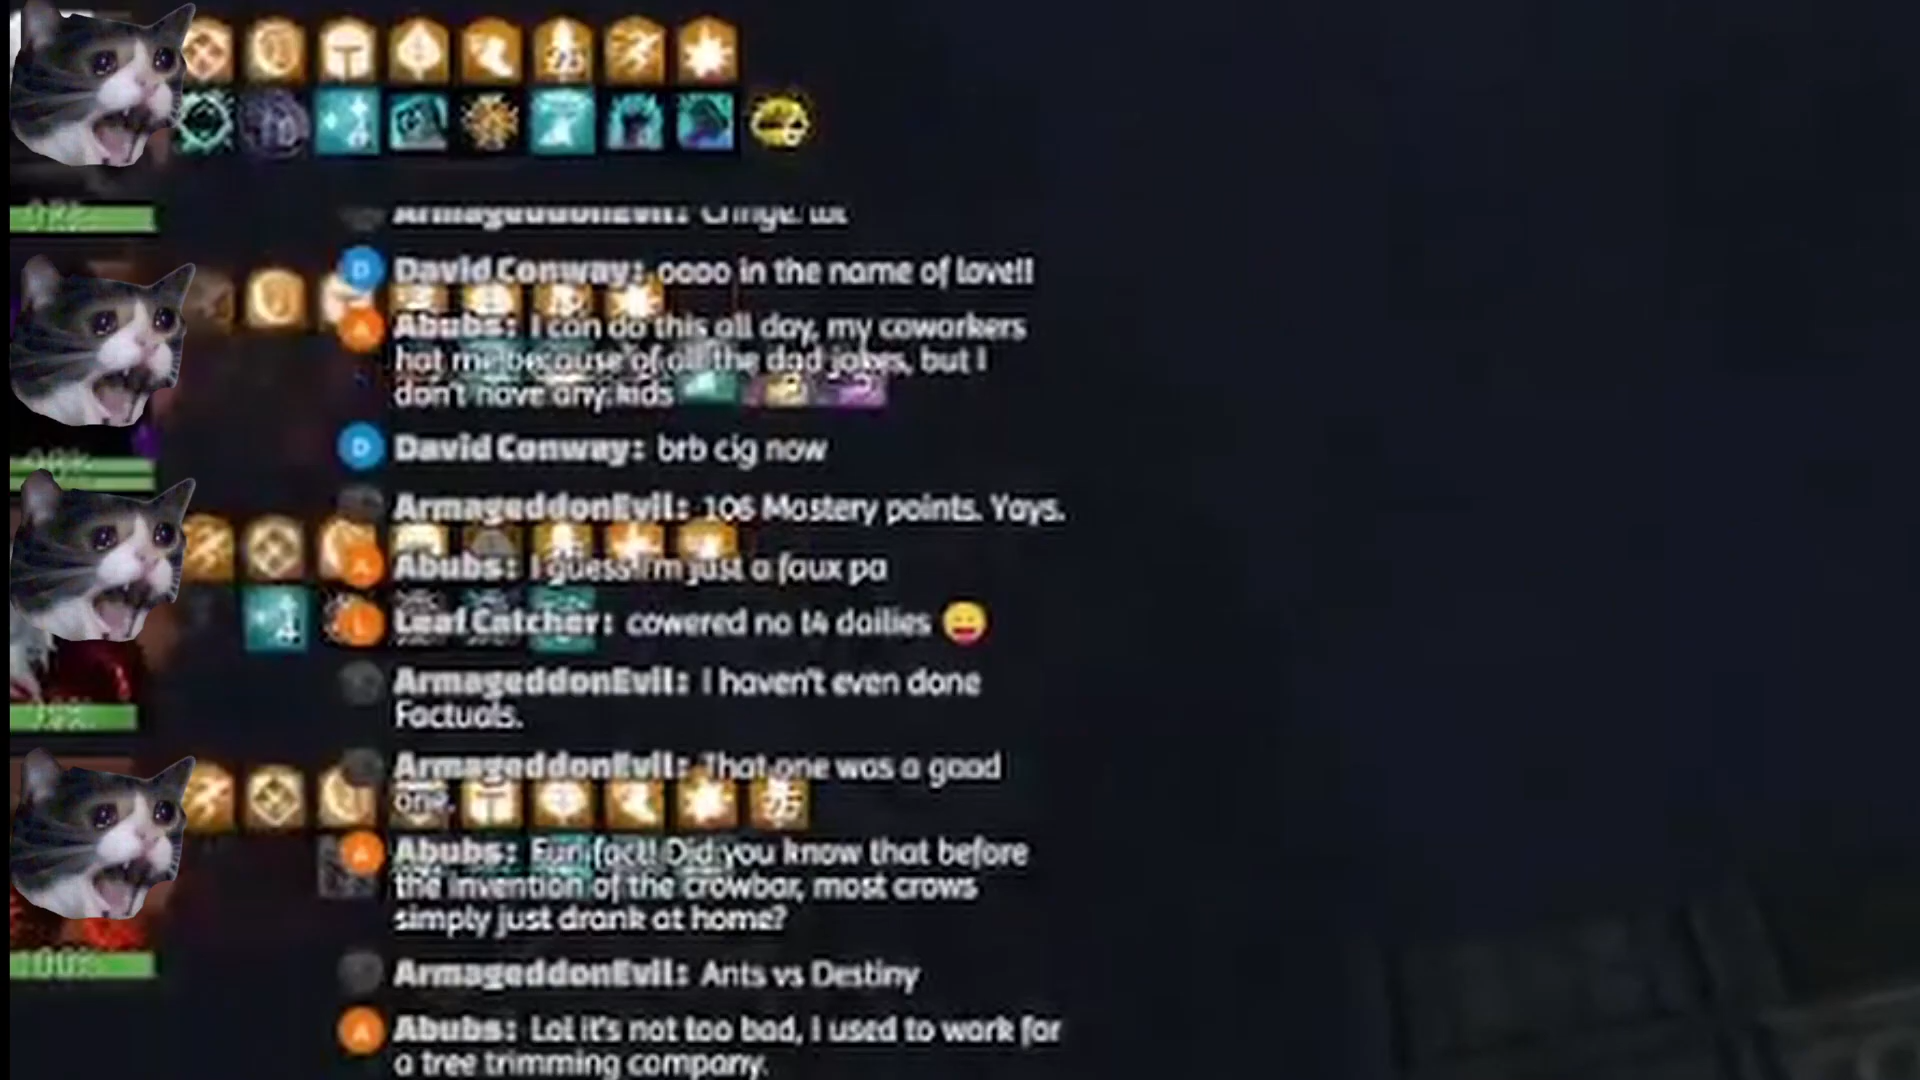 ArmageddonEvil: Cringe. Lol
David Conway: oooo in the name of love!!
Abubs: I can do this all day, my coworkers
hat me because of all the dad jokes, but I
don't have any kids
David Conway: brb cig now
ArmageddonEvil: 106 Mastery points. Yays.
Abubs: I guess I'm just a faux pa
Leaf Catcher: cowered no t4 dailies 😄
ArmageddonEvil: I haven't even done
Factuals.
ArmageddonEvil: That one was a good
one.
Abubs: Fun fact! Did you know that before
the invention of the crowbar, most crows
simply just drank at home?
ArmageddonEvil: Ants vs Destiny
Abubs: Lol it's not too bad, I used to work for
a tree trimming company.
100%